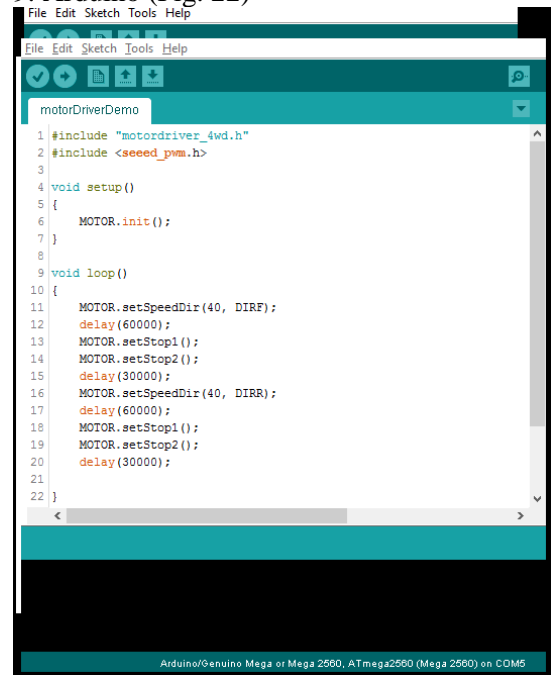 9. Arduino (Fig. 22)
File Edit Sketch Tools Help
File Edit Sketch Tools Help
motorDriverDemo
1 #include "motordriver_4wd.h"
2 #include <seeed_pwm.h>
3
4 void setup()
5 {
6     MOTOR.init();
7 }
8
9 void loop()
10 {
11     MOTOR.setSpeedDir(40, DIRF);
12     delay(60000);
13     MOTOR.setStop1();
14     MOTOR.setStop2();
15     delay(30000);
16     MOTOR.setSpeedDir(40, DIRR);
17     delay(60000);
18     MOTOR.setStop1();
19     MOTOR.setStop2();
20     delay(30000);
21
22 }
Arduino/Genuino Mega or Mega 2560, ATmega2560 (Mega 2560) on COM5